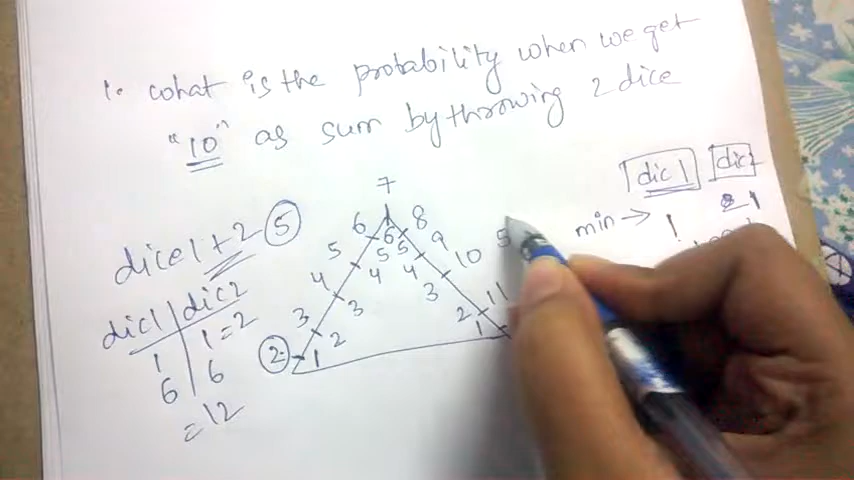 1. what is the probability when we get
"10" as sum by throwing 2 dice
dic1 dic2
min → 1 1
dice1+2 5
dic1 | dic2
1 | 1 = 2
6 | 6
= 12
7
6 6 8
5 5 5 9
4 4 4 10
3 3 3 11
2 1 2 2 1
5